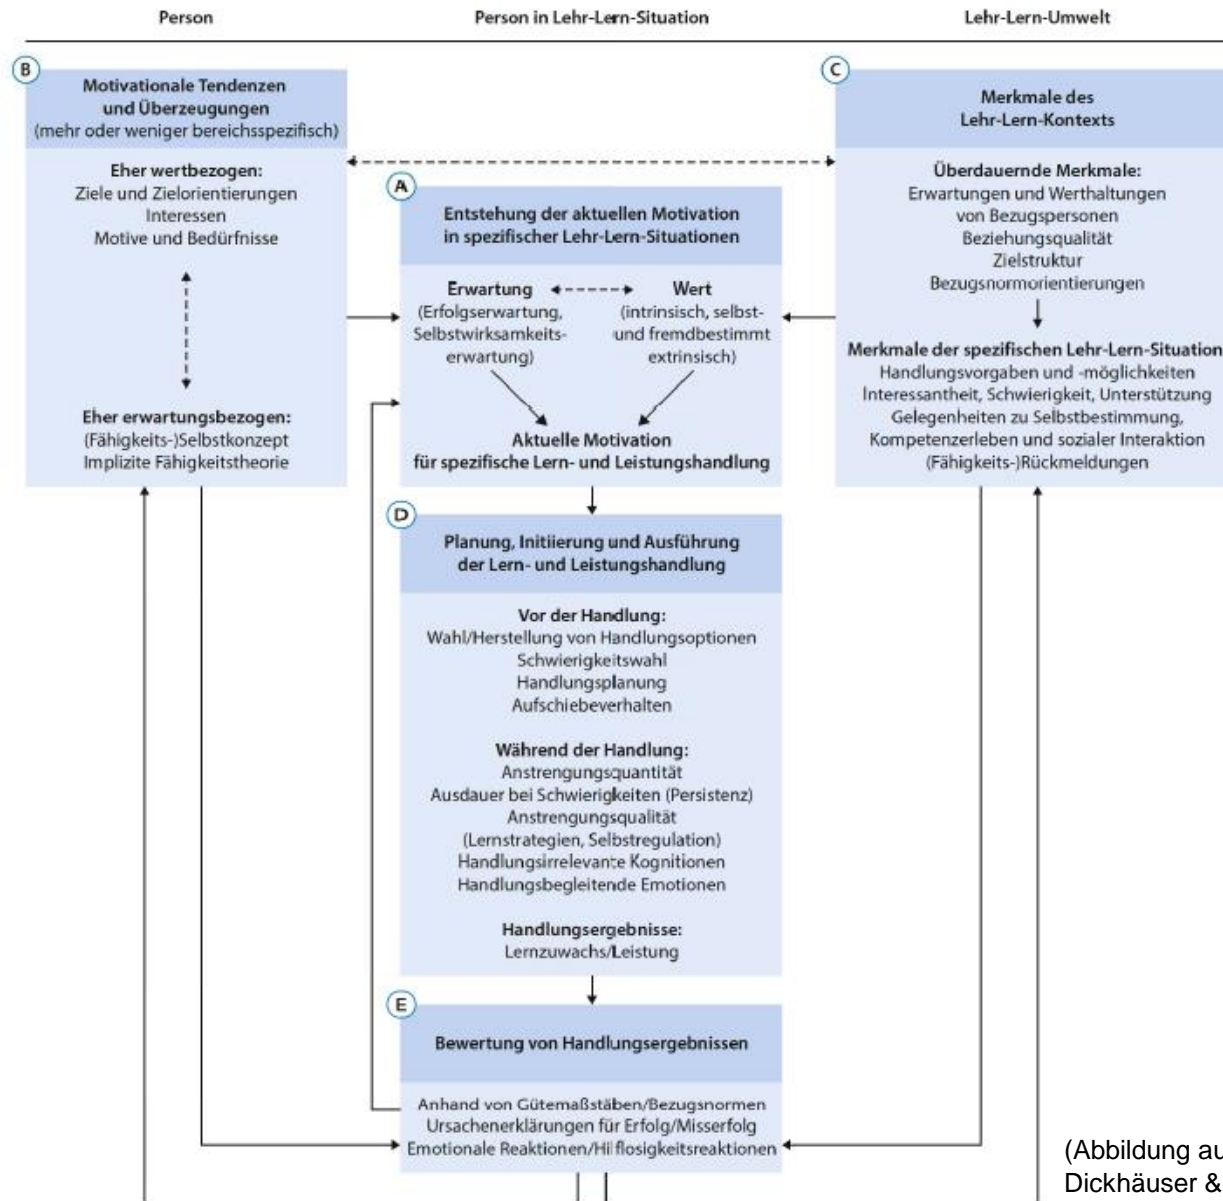 Person
Person in Lehr-Lern-Situation
Lehr-Lern-Umwelt
B
Motivationale Tendenzen
und Überzeugungen
(mehr oder weniger bereichsspezifisch)
Eher wertbezogen:
Ziele und Zielorientierungen
Interessen
Motive und Bedürfnisse
Eher erwartungsbezogen:
(Fähigkeits-)Selbstkonzept
Implizite Fähigkeitstheorie
A
Entstehung der aktuellen Motivation
in spezifischer Lehr-Lern-Situationen
Erwartung
(Erfolgserwartung,
Selbstwirksamkeits-
erwartung)
Wert
(intrinsisch, selbst-
und fremdbestimmt
extrinsisch)
Aktuelle Motivation
für spezifische Lern- und Leistungshandlung
C
Merkmale des
Lehr-Lern-Kontexts
Überdauernde Merkmale:
Erwartungen und Werthaltungen
von Bezugspersonen
Beziehungsqualität
Zielstruktur
Bezugsnormorientierungen
Merkmale der spezifischen Lehr-Lern-Situation
Handlungsvorgaben und -möglichkeiten
Interessantheit, Schwierigkeit, Unterstützung
Gelegenheiten zu Selbstbestimmung,
Kompetenzerleben und sozialer Interaktion
(Fähigkeits-)Rückmeldungen
D
Planung, Initiierung und Ausführung
der Lern- und Leistungshandlung
Vor der Handlung:
Wahl/Herstellung von Handlungsoptionen
Schwierigkeitswahl
Handlungsplanung
Aufschiebeverhalten
Während der Handlung:
Anstrengungsquantität
Ausdauer bei Schwierigkeiten (Persistenz)
Anstrengungsqualität
(Lernstrategien, Selbstregulation)
Handlungsirrelevante Kognitionen
Handlungsbegleitende Emotionen
Handlungsergebnisse:
Lernzuwachs/Leistung
E
Bewertung von Handlungsergebnissen
Anhand von Gütemaßstäben/Bezugsnormen
Ursachenerklärungen für Erfolg/Misserfolg
Emotionale Reaktionen/Hilflosigkeitsreaktionen
(Abbildung au
Dickhäuser &